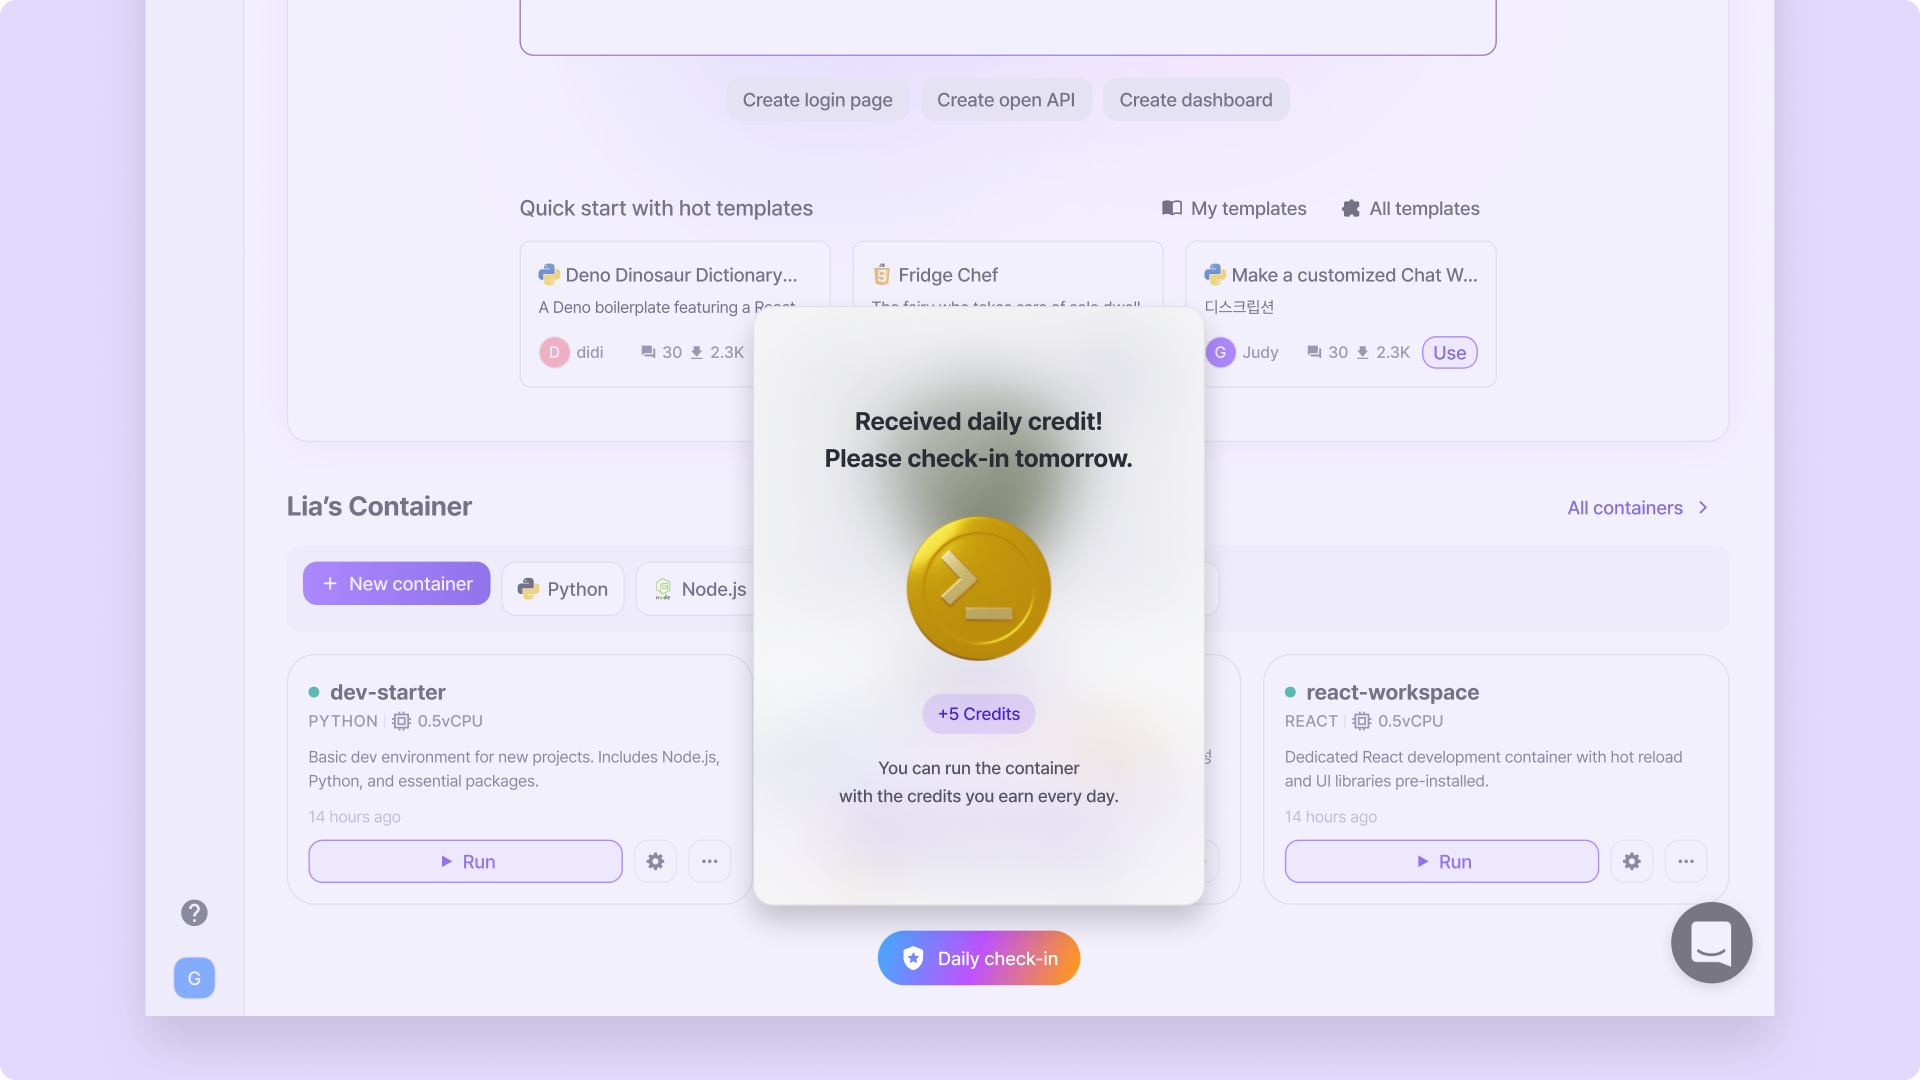 Create login page
Create open API
Create dashboard
Quick start with hot templates
My templates
All templates
Deno Dinosaur Dictionary...
A Deno boilerplate featuring a React
D
didi
30
2.3K
Fridge Chef
Make a customized Chat W...
디스크립션
G
Judy
30
2.3K
Use
Received daily credit!
Please check-in tomorrow.
+5 Credits
You can run the container
with the credits you earn every day.
Lia’s Container
All containers
New container
Python
Node.js
dev-starter
PYTHON
0.5vCPU
Basic dev environment for new projects. Includes Node.js,
Python, and essential packages.
14 hours ago
Run
react-workspace
REACT
0.5vCPU
Dedicated React development container with hot reload
and UI libraries pre-installed.
14 hours ago
Run
Daily check-in
G